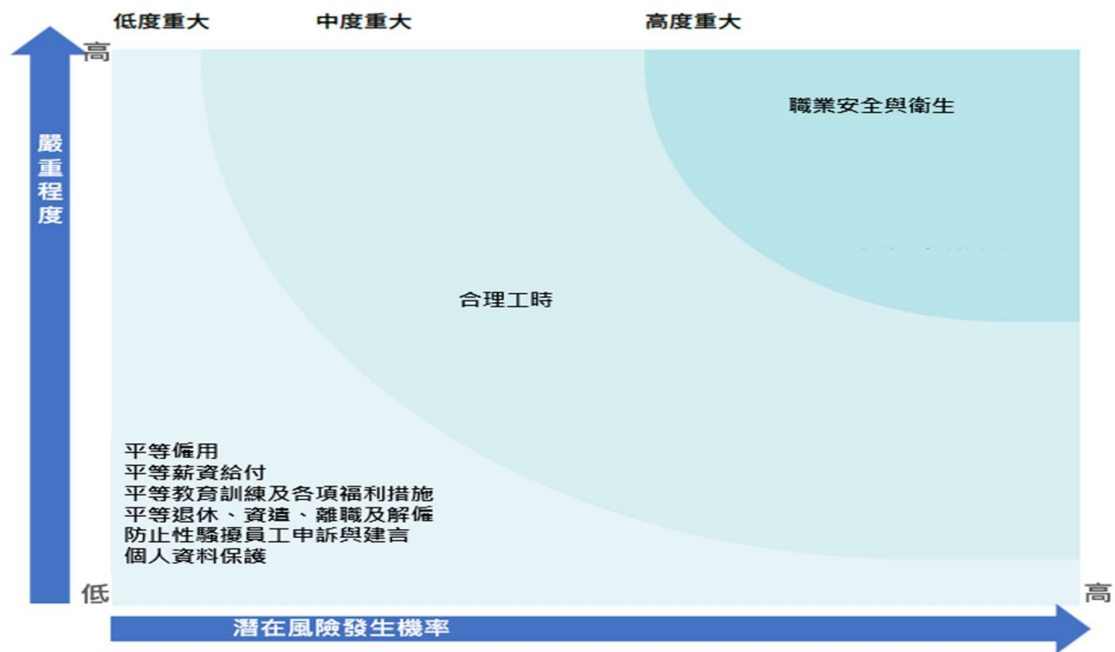 低度重大 中度重大 高度重大
高
嚴重程度
職業安全與衛生
合理工時
平等僱用
平等薪資給付
平等教育訓練及各項福利措施
平等退休、資遣、離職及解僱
防止性騷擾員工申訴與建言
個人資料保護
低
高
潛在風險發生機率